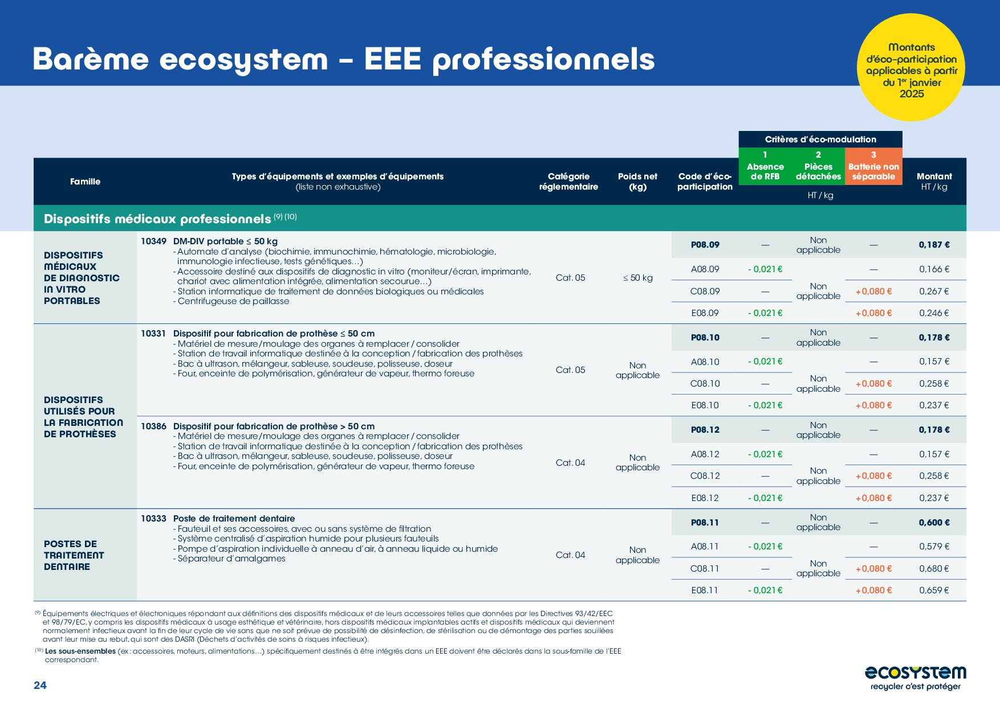 Barème ecosystem – EEE professionnels
Montants
d'éco-participation
applicables à partir
du 1er janvier
2025
Critères d'éco-modulation
Famille
Types d'équipements et exemples d'équipements
(liste non exhaustive)
Catégorie
réglementaire
Poids net
(kg)
Code d'éco-
participation
1
Absence
de RFB
2
Pièces
détachées
3
Batterie non
séparable
HT / kg
Montant
HT / kg
Dispositifs médicaux professionnels (9) (10)
DISPOSITIFS
MÉDICAUX
DE DIAGNOSTIC
IN VITRO
PORTABLES
10349 DM-DIV portable ≤ 50 kg
- Automate d'analyse (biochimie, immunochimie, hématologie, microbiologie,
immunologie infectieuse, tests génétiques…)
- Accessoire destiné aux dispositifs de diagnostic in vitro (moniteur/écran, imprimante,
chariot avec alimentation intégrée, alimentation secourue…)
- Station informatique de traitement de données biologiques ou médicales
- Centrifugeuse de paillasse
Cat. 05
≤ 50 kg
P08.09 — Non applicable — 0,187 €
A08.09 - 0,021 € — 0,166 €
Non
applicable
C08.09 — +0,080 € 0,267 €
E08.09 - 0,021 € +0,080 € 0,246 €
DISPOSITIFS
UTILISÉS POUR
LA FABRICATION
DE PROTHÈSES
10331 Dispositif pour fabrication de prothèse ≤ 50 cm
- Matériel de mesure/moulage des organes à remplacer / consolider
- Station de travail informatique destinée à la conception / fabrication des prothèses
- Bac à ultrason, mélangeur, sableuse, soudeuse, polisseuse, doseur
- Four, enceinte de polymérisation, générateur de vapeur, thermo foreuse
Cat. 05
Non
applicable
P08.10 — Non applicable — 0,178 €
A08.10 - 0,021 € — 0,157 €
Non
applicable
C08.10 — +0,080 € 0,258 €
E08.10 - 0,021 € +0,080 € 0,237 €
10386 Dispositif pour fabrication de prothèse > 50 cm
- Matériel de mesure/moulage des organes à remplacer / consolider
- Station de travail informatique destinée à la conception / fabrication des prothèses
- Bac à ultrason, mélangeur, sableuse, soudeuse, polisseuse, doseur
- Four, enceinte de polymérisation, générateur de vapeur, thermo foreuse
Cat. 04
Non
applicable
P08.12 — Non applicable — 0,178 €
A08.12 - 0,021 € — 0,157 €
Non
applicable
C08.12 — +0,080 € 0,258 €
E08.12 - 0,021 € +0,080 € 0,237 €
POSTES DE
TRAITEMENT
DENTAIRE
10333 Poste de traitement dentaire
- Fauteuil et ses accessoires, avec ou sans système de filtration
- Système centralisé d'aspiration humide pour plusieurs fauteuils
- Pompe d'aspiration individuelle à anneau d'air, à anneau liquide ou humide
- Séparateur d'amalgames
Cat. 04
Non
applicable
P08.11 — Non applicable — 0,600 €
A08.11 - 0,021 € — 0,579 €
Non
applicable
C08.11 — +0,080 € 0,680 €
E08.11 - 0,021 € +0,080 € 0,659 €
(9) Équipements électriques et électroniques répondant aux définitions des dispositifs médicaux et de leurs accessoires telles que données par les Directives 93/42/EEC
et 98/79/EC, y compris les dispositifs médicaux à usage esthétique et vétérinaire, hors dispositifs médicaux implantables actifs et dispositifs médicaux qui deviennent
normalement infectieux avant la fin de leur cycle de vie sans que ne soit prévue de possibilité de désinfection, de stérilisation ou de démontage des parties souillées
avant leur mise au rebut, qui sont des DASRI (Déchets d'activités de soins à risques infectieux).
(10) Les sous-ensembles (ex : accessoires, moteurs, alimentations…) spécifiquement destinés à être intégrés dans un EEE doivent être déclarés dans la sous-famille de l'EEE
correspondant.
24
ecosystem
recycler c'est protéger